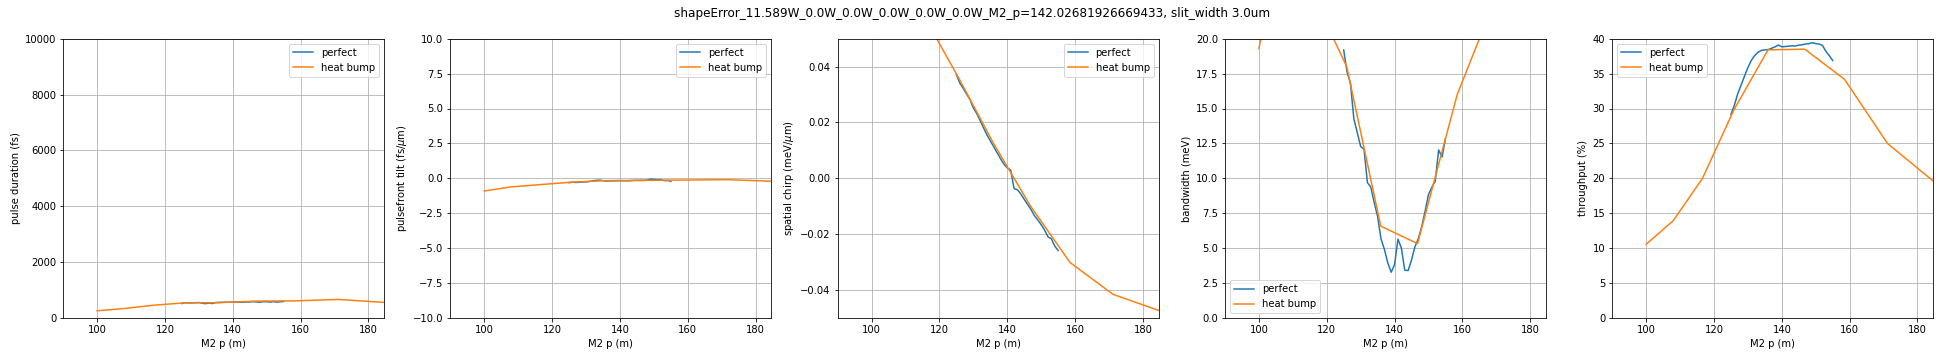 shapeError_11.589W_0.0W_0.0W_0.0W_0.0W_0.0W_M2_p=142.02681926669433, slit_width 3.0um
pulse duration (fs)
10000
8000
6000
4000
2000
0
perfect
heat bump
100 120 140 160 180
M2 p (m)
pulsefront tilt (fs/μm)
10.0
7.5
5.0
2.5
0.0
−2.5
−5.0
−7.5
−10.0
perfect
heat bump
100 120 140 160 180
M2 p (m)
spatial chirp (meV/μm)
0.04
0.02
0.00
−0.02
−0.04
perfect
heat bump
100 120 140 160 180
M2 p (m)
bandwidth (meV)
20.0
17.5
15.0
12.5
10.0
7.5
5.0
2.5
0.0
perfect
heat bump
100 120 140 160 180
M2 p (m)
throughput (%)
40
35
30
25
20
15
10
5
0
perfect
heat bump
100 120 140 160 180
M2 p (m)